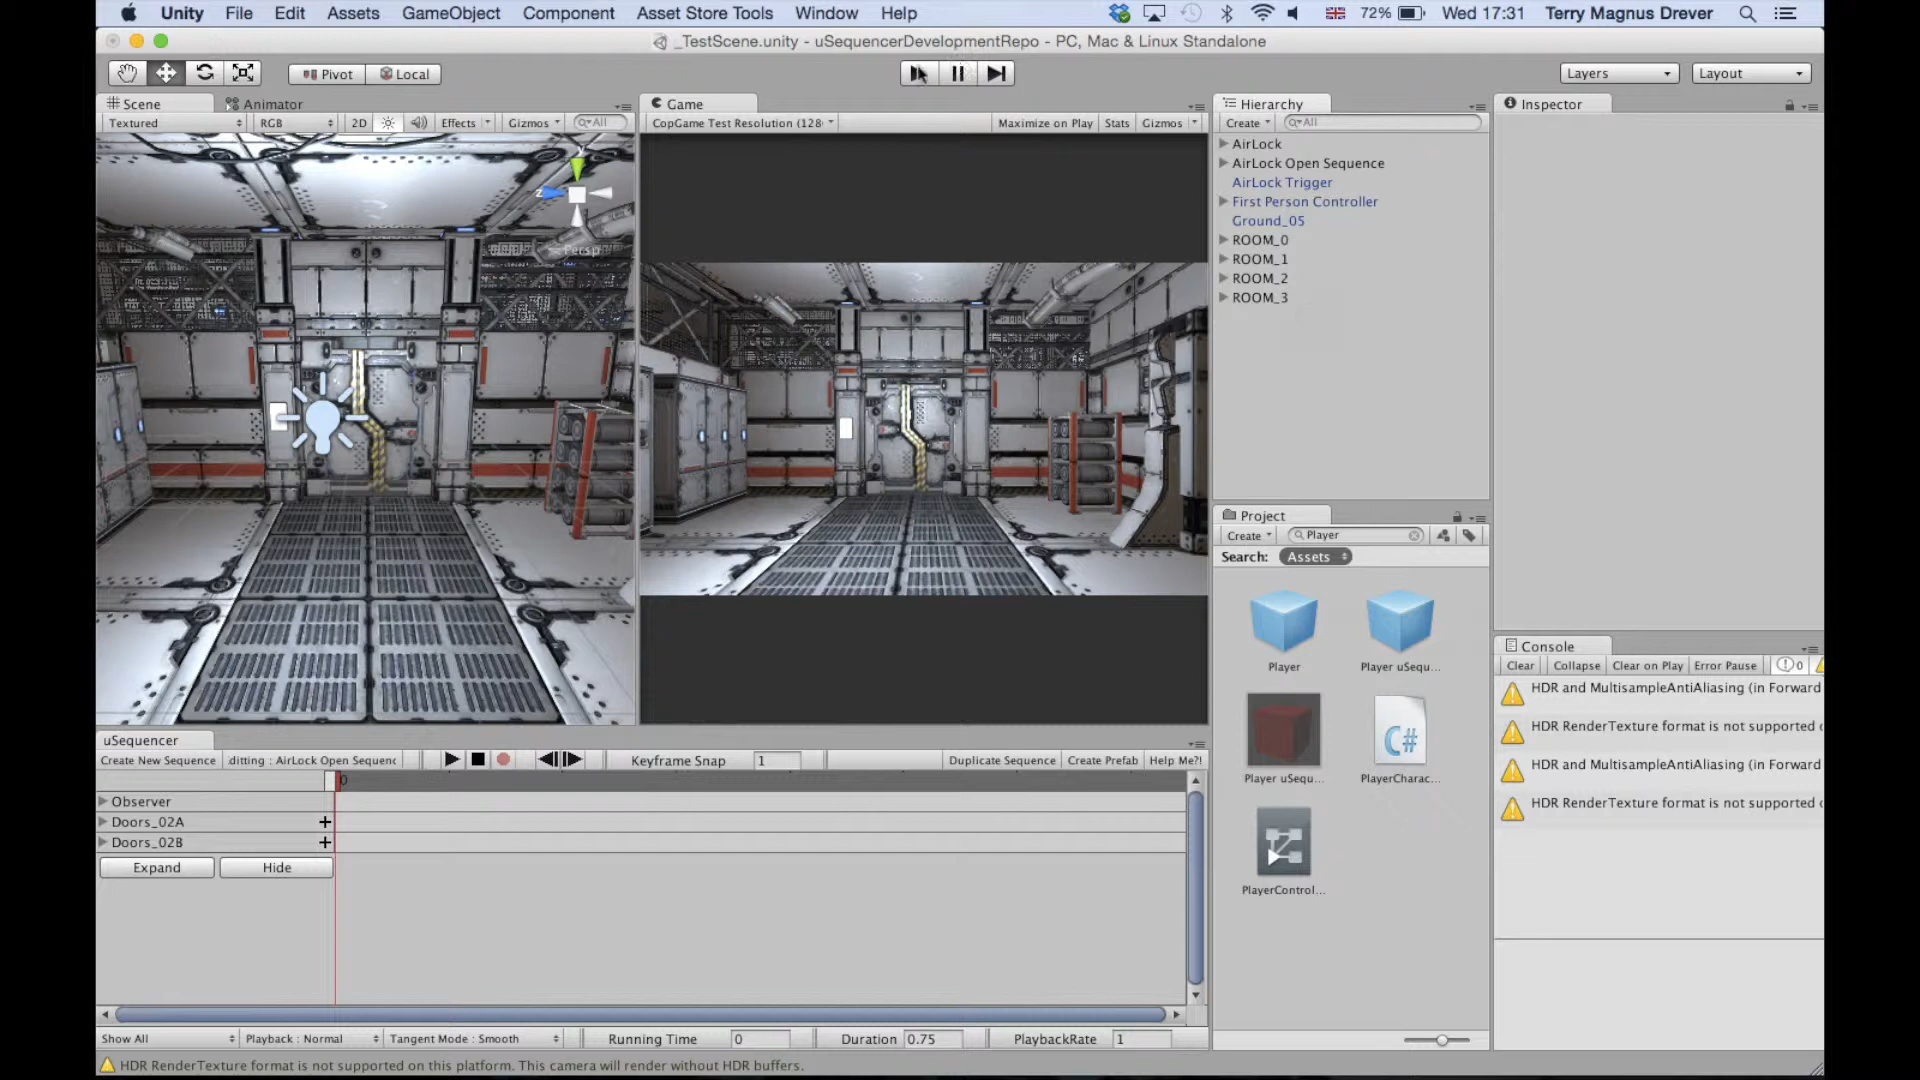 Unity File Edit Assets GameObject Component Asset Store Tools Window Help 72% Wed 17:31 Terry Magnus Drever
_TestScene.unity - uSequencerDevelopmentRepo - PC, Mac & Linux Standalone
Pivot Local Layers Layout
Scene Animator Game Hierarchy Inspector
Textured RGB 2D Effects Gizmos All CopGame Test Resolution (128 Maximize on Play Stats Gizmos Create All
AirLock
AirLock Open Sequence
AirLock Trigger
First Person Controller
Ground_05
ROOM_0
ROOM_1
ROOM_2
ROOM_3
z
Persp
Project
Create Player
Search: Assets
Player Player uSequ...
Player uSequ... PlayerCharac...
C#
PlayerControl...
Console
Clear Collapse Clear on Play Error Pause 0
HDR and MultisampleAntiAliasing (in Forward
HDR RenderTexture format is not supported o
HDR and MultisampleAntiAliasing (in Forward
HDR RenderTexture format is not supported o
uSequencer
Create New Sequence ditting : AirLock Open Sequenc Keyframe Snap 1 Duplicate Sequence Create Prefab Help Me?!
0
Observer
Doors_02A
Doors_02B
Expand Hide
Show All Playback : Normal Tangent Mode : Smooth Running Time 0 Duration 0.75 PlaybackRate 1
HDR RenderTexture format is not supported on this platform. This camera will render without HDR buffers.